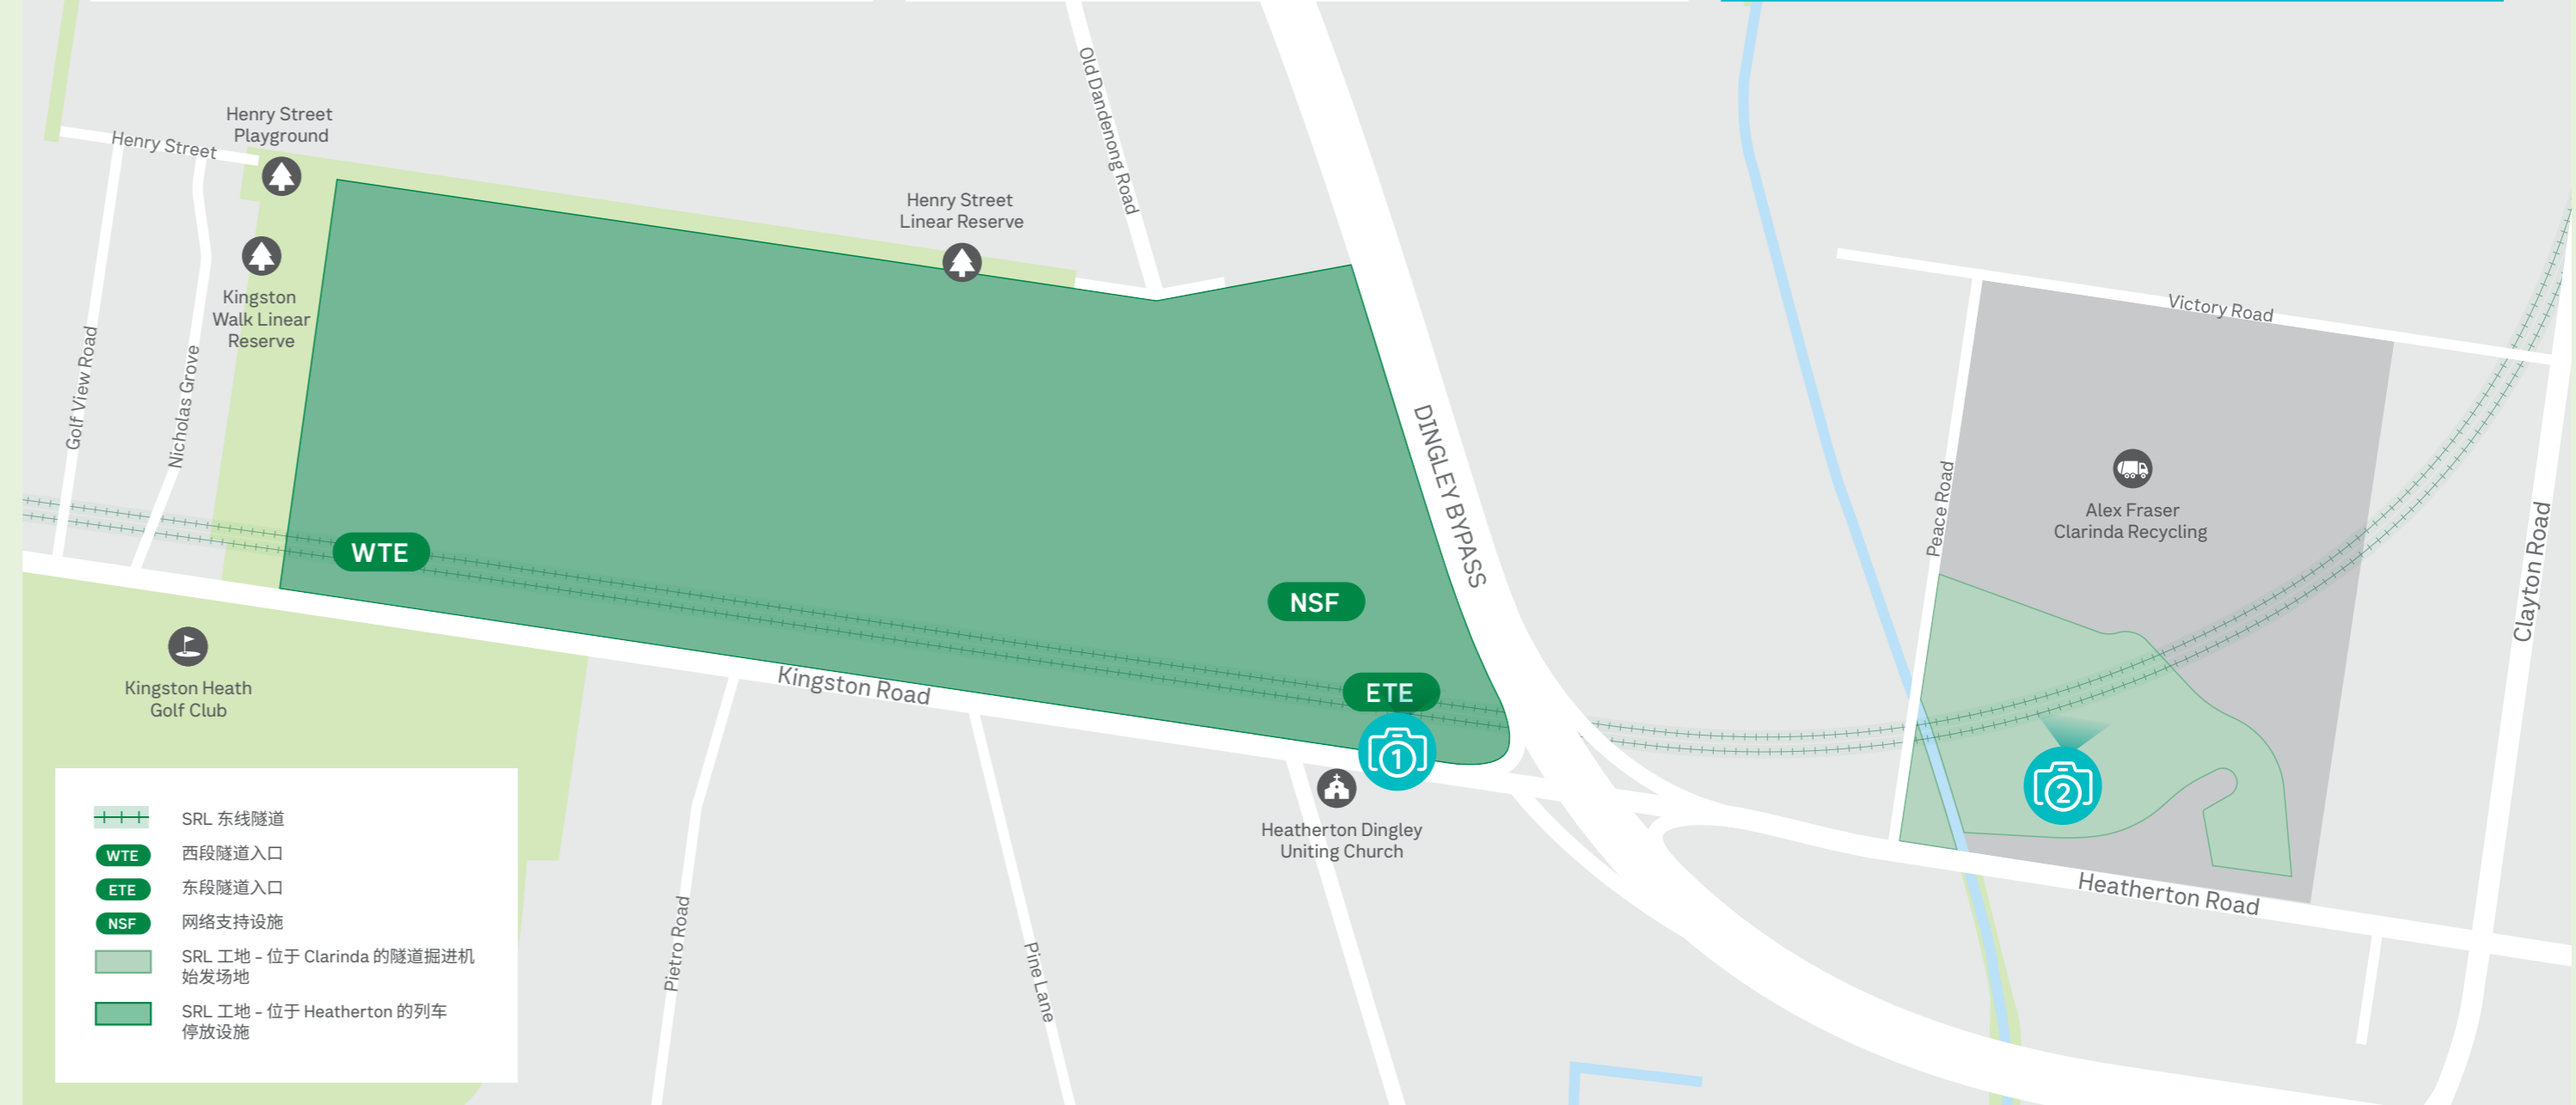 Old Dandenong Road
Henry Street
Playground
Henry Street
Henry Street
Linear Reserve
Kingston
Walk Linear
Reserve
Golf View Road
Nicholas Grove
Victory Road
DINGLEY BYPASS
Peace Road
Alex Fraser
Clarinda Recycling
Clayton Road
WTE
NSF
ETE
Kingston Road
Kingston Heath
Golf Club
1
2
Heatherton Dingley
Uniting Church
Heatherton Road
Pietro Road
Pine Lane
SRL 东线隧道
WTE 西段隧道入口
ETE 东段隧道入口
NSF 网络支持设施
SRL 工地 – 位于 Clarinda 的隧道掘进机
始发场地
SRL 工地 – 位于 Heatherton 的列车
停放设施